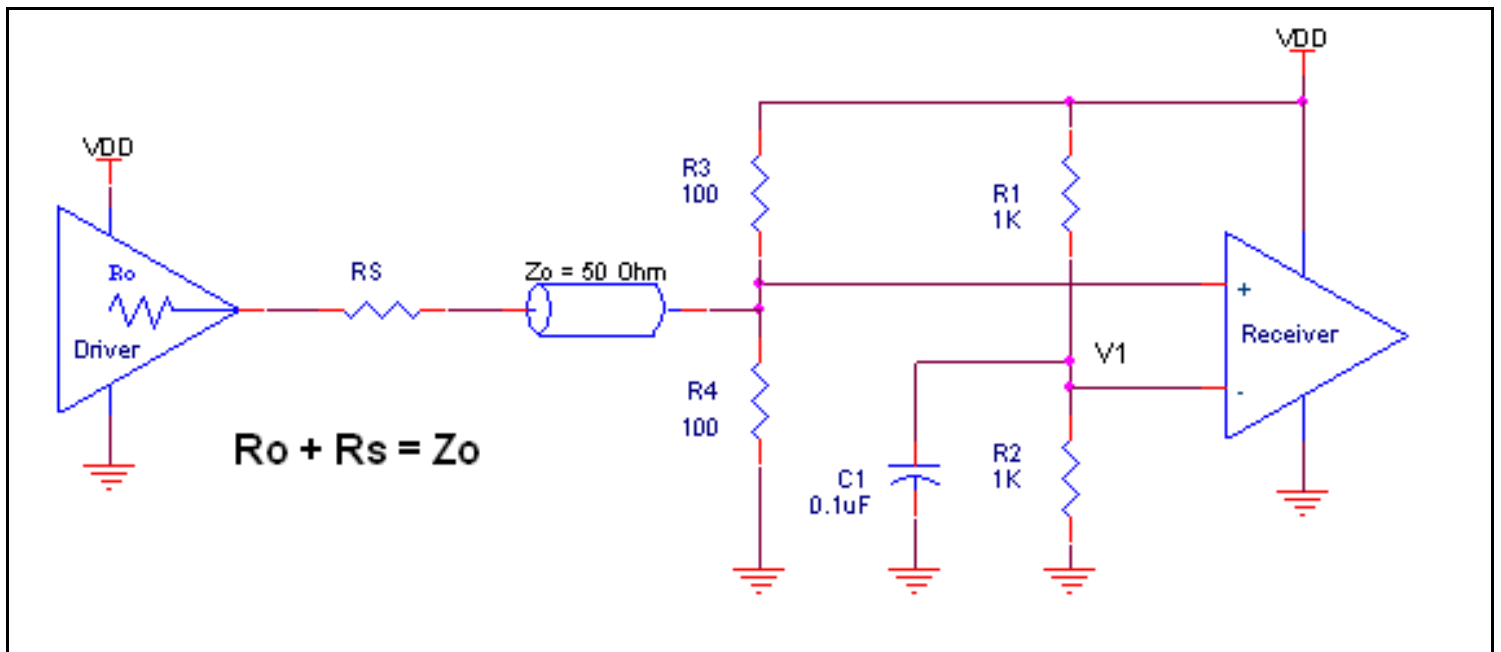 VDD
VDD
R3
100
R1
1K
Ro
RS
Zo = 50 Ohm
+
Driver
Receiver
V1
-
R4
100
Ro + Rs = Zo
R2
1K
C1
0.1uF